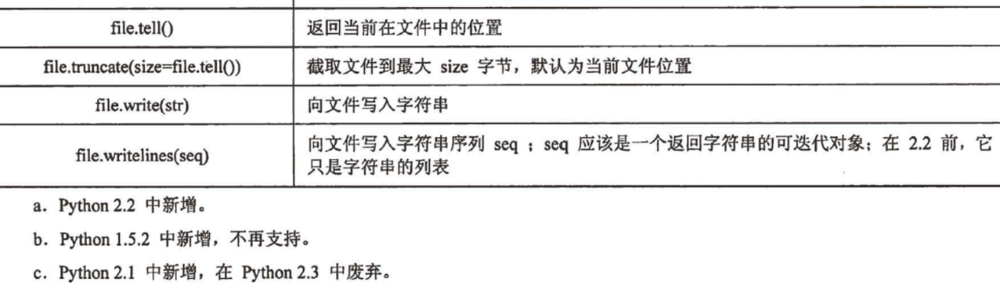 file.tell() 返回当前在文件中的位置
file.truncate(size=file.tell()) 截取文件到最大 size 字节，默认为当前文件位置
file.write(str) 向文件写入字符串
file.writelines(seq) 向文件写入字符串序列 seq ；seq 应该是一个返回字符串的可迭代对象；在 2.2 前，它
只是字符串的列表
a．Python 2.2 中新增。
b．Python 1.5.2 中新增，不再支持。
c．Python 2.1 中新增，在 Python 2.3 中废弃。